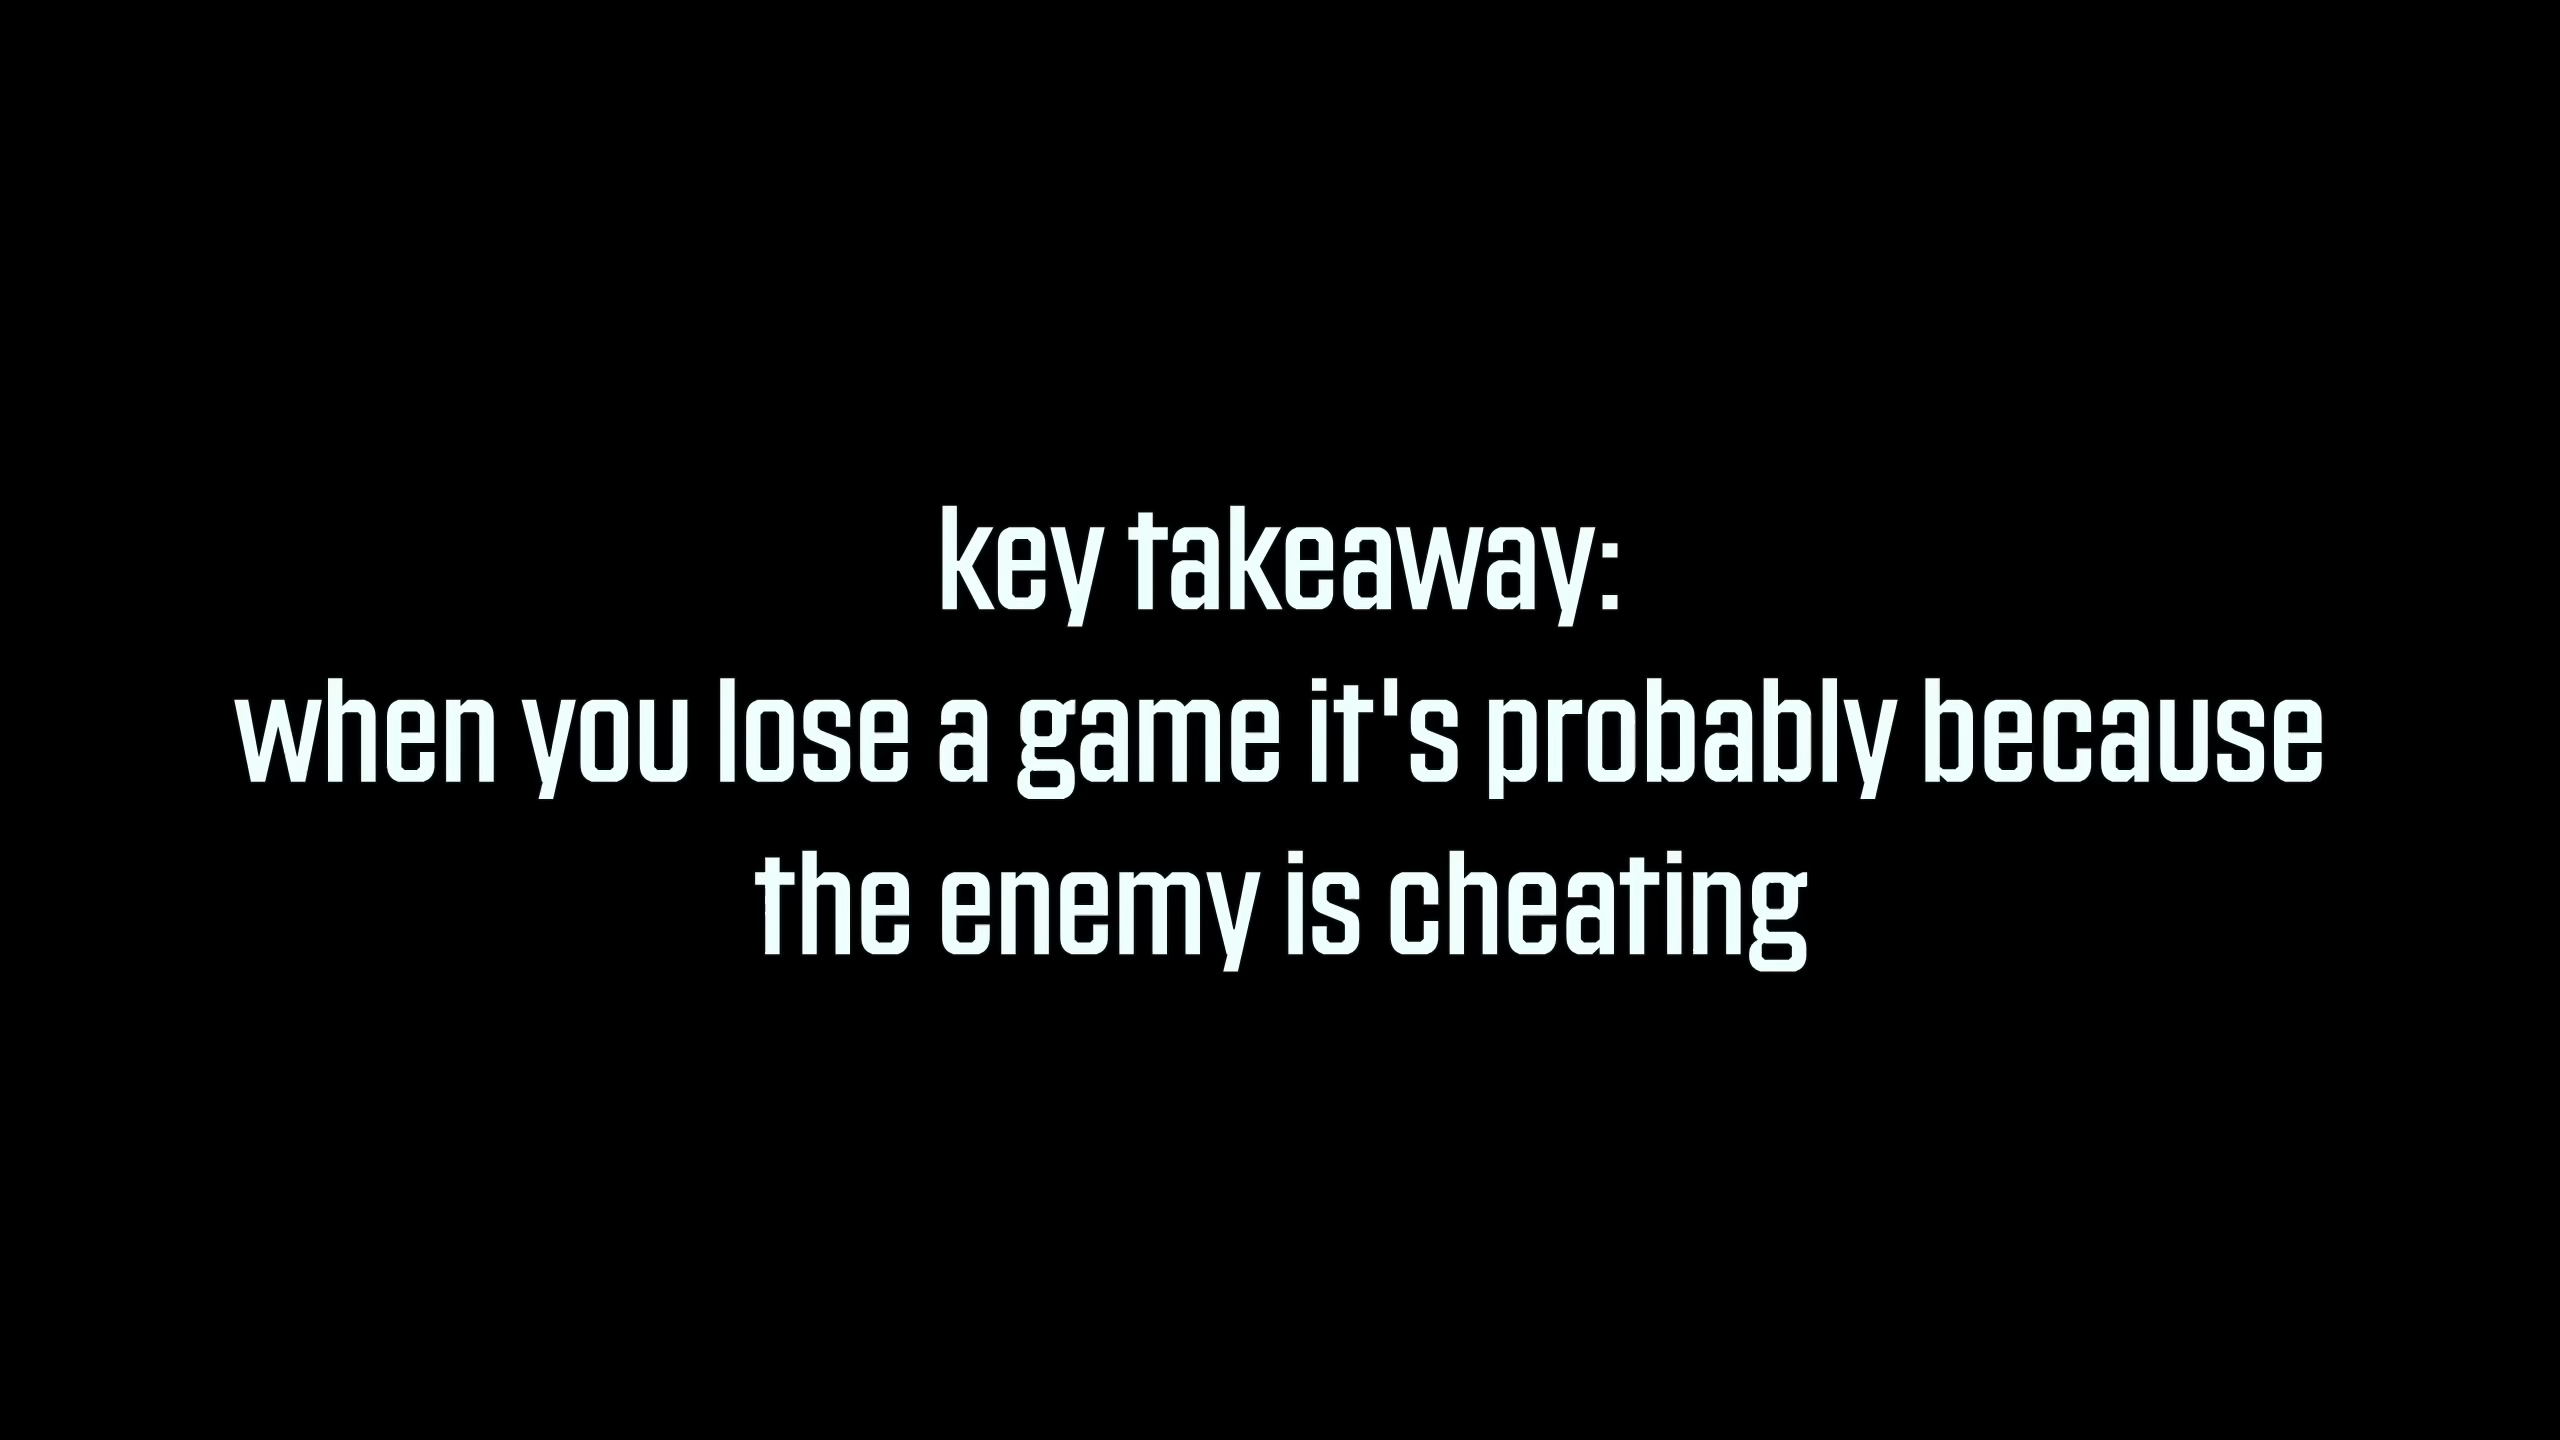 key takeaway:
when you lose a game it's probably because
the enemy is cheating